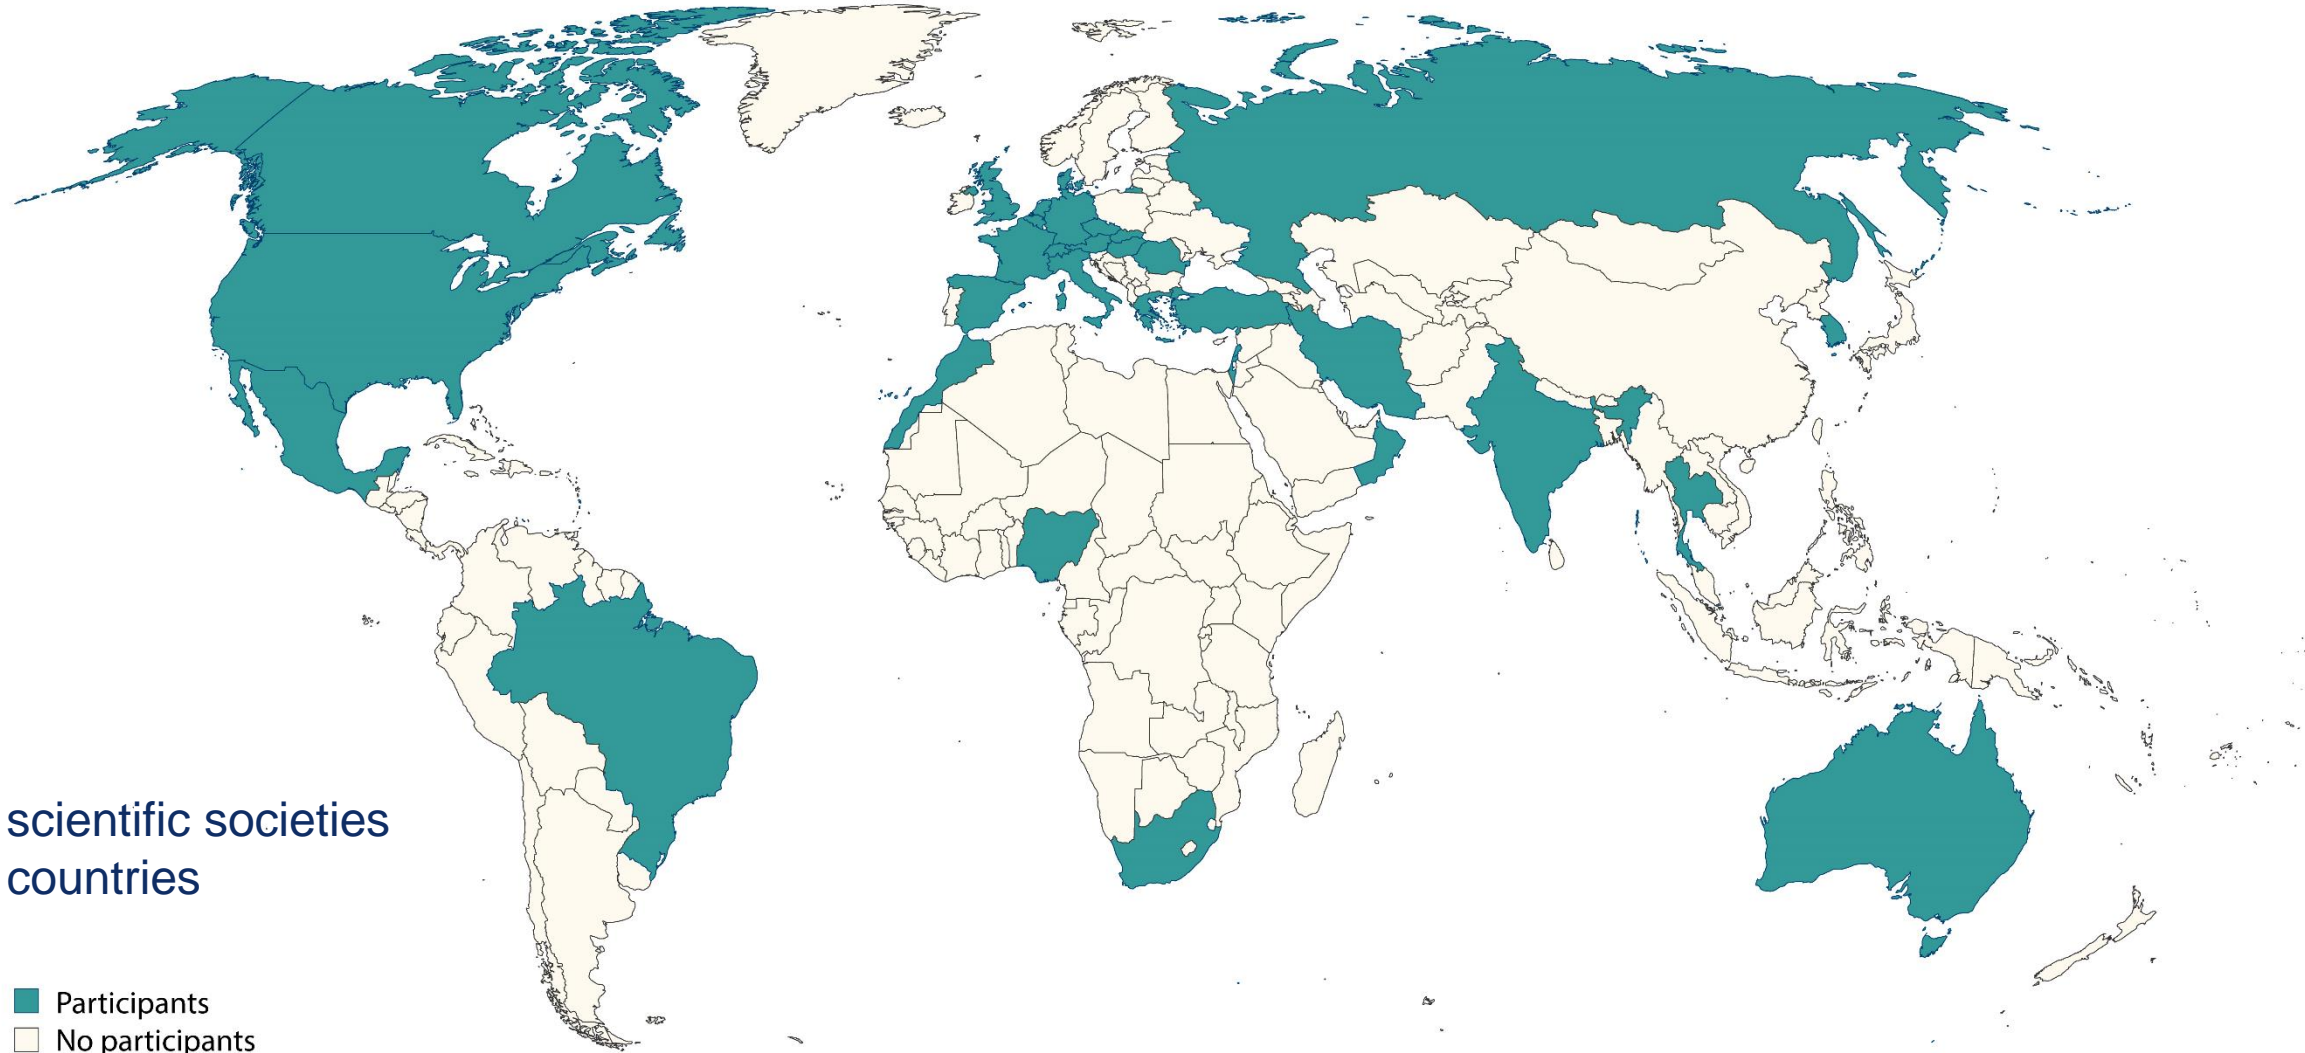 scientific societies
countries
Participants
No participants